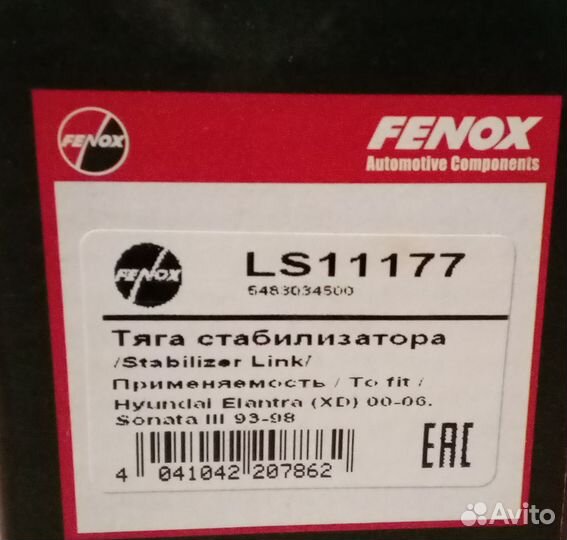 FENOX
FENOX
Automotive Components
FENOX
LS11177
5483034500
Тяга стабилизатора
/Stabilizer Link/
Применяемость / To fit /
Hyundai Elantra (XD) 00-06.
Sonata III 93-98
4 041042 207862
EAC
Avito